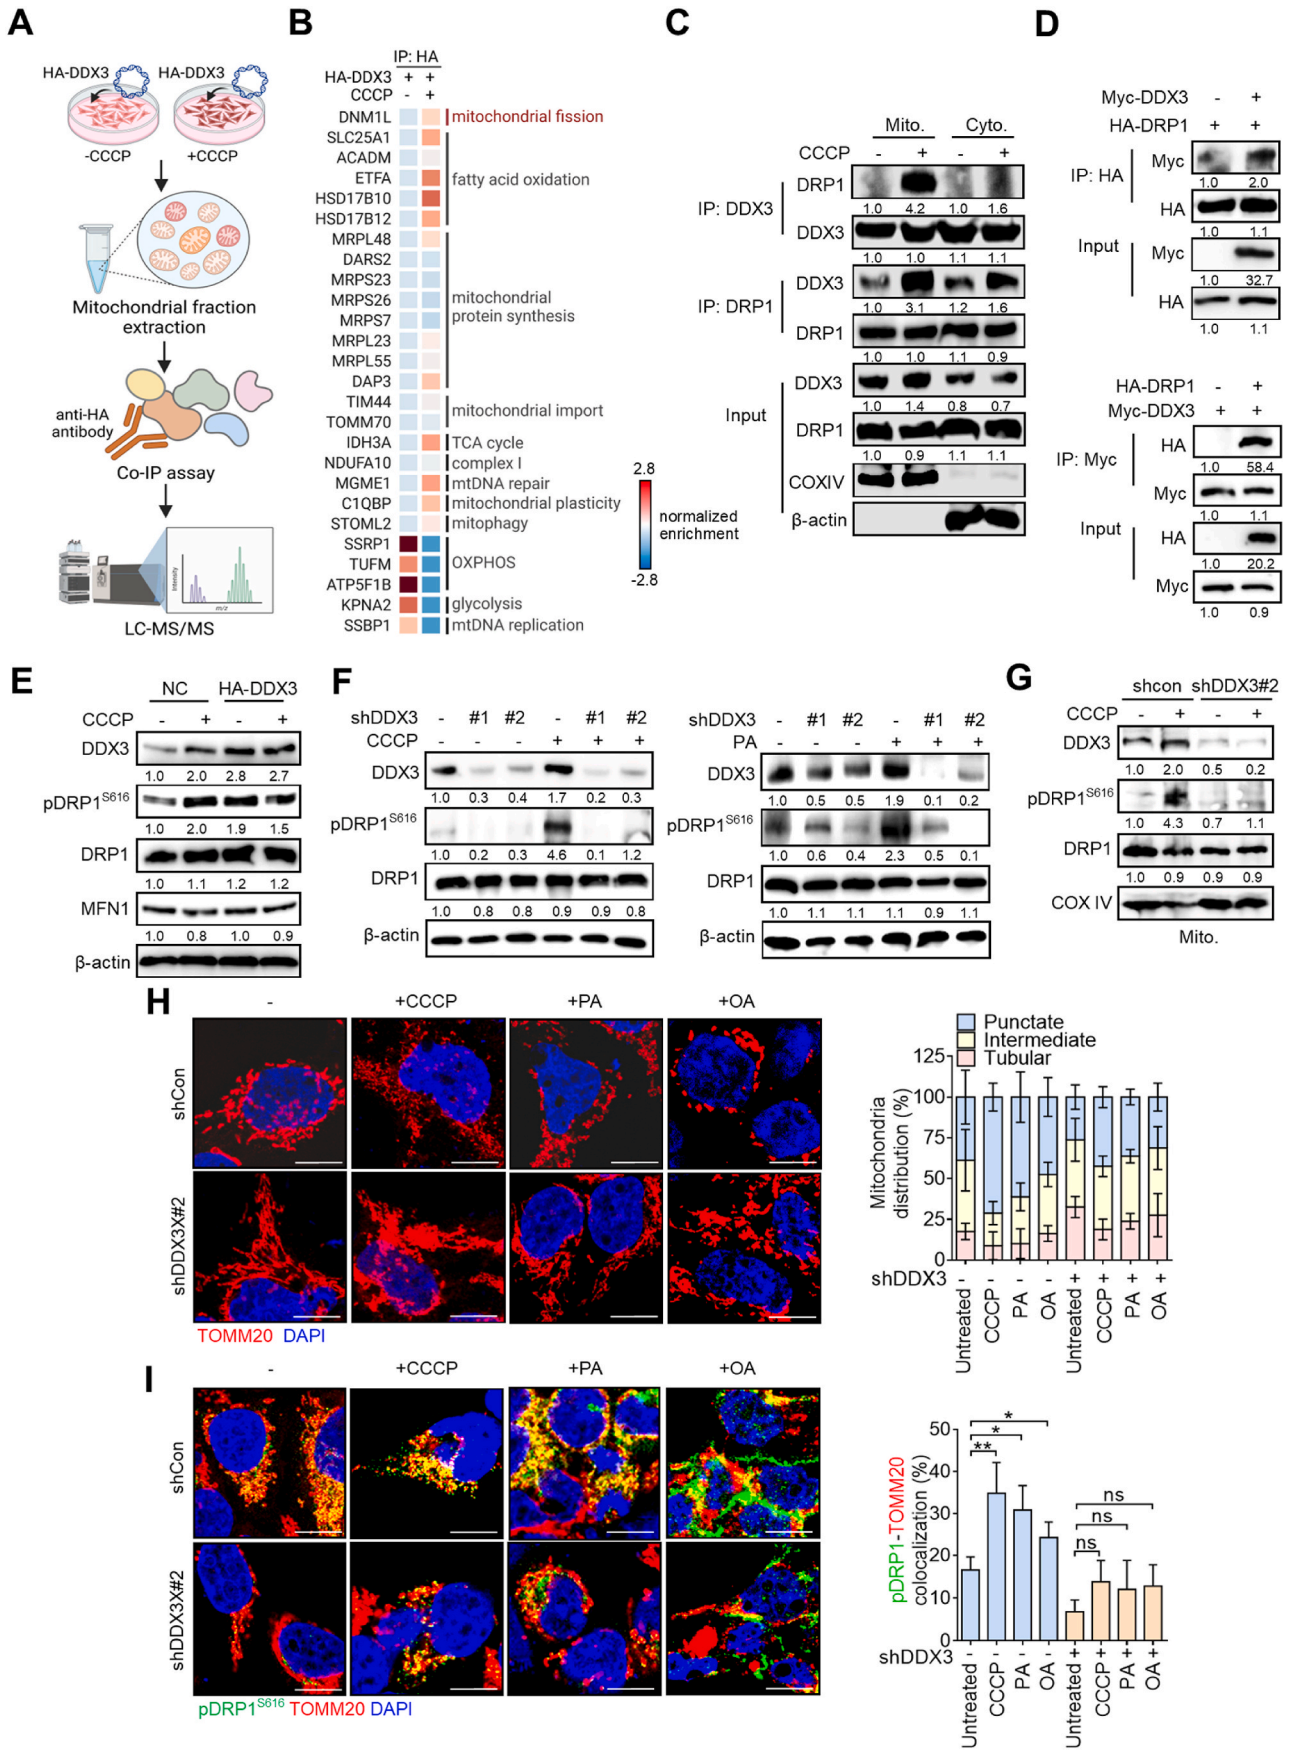 A
HA-DDX3
HA-DDX3
-CCCP
+CCCP
Mitochondrial fraction
extraction
anti-HA
antibody
Co-IP assay
Intensity
m/z
LC-MS/MS
B
IP: HA
HA-DDX3 + +
CCCP - +
DNM1L
SLC25A1
ACADM
ETFA
HSD17B10
HSD17B12
MRPL48
DARS2
MRPS23
MRPS26
MRPS7
MRPL23
MRPL55
DAP3
TIM44
TOMM70
IDH3A
NDUFA10
MGME1
C1QBP
STOML2
SSRP1
TUFM
ATP5F1B
KPNA2
SSBP1
mitochondrial fission
fatty acid oxidation
mitochondrial
protein synthesis
mitochondrial import
TCA cycle
complex I
mtDNA repair
mitochondrial plasticity
mitophagy
OXPHOS
glycolysis
mtDNA replication
2.8
normalized
enrichment
-2.8
C
Mito. Cyto.
CCCP - + - +
IP: DDX3
DRP1
1.0 4.2 1.0 1.6
DDX3
1.0 1.0 1.1 1.1
IP: DRP1
DDX3
1.0 3.1 1.2 1.6
DRP1
1.0 1.0 1.1 0.9
Input
DDX3
1.0 1.4 0.8 0.7
DRP1
1.0 0.9 1.1 1.1
COXIV
β-actin
D
Myc-DDX3 - +
HA-DRP1 + +
IP: HA
Myc
1.0 2.0
HA
1.0 1.1
Input
Myc
1.0 32.7
HA
1.0 1.1
HA-DRP1 - +
Myc-DDX3 + +
IP: Myc
HA
1.0 58.4
Myc
1.0 1.1
Input
HA
1.0 20.2
Myc
1.0 0.9
E
NC HA-DDX3
CCCP - + - +
DDX3
1.0 2.0 2.8 2.7
pDRP1S616
1.0 2.0 1.9 1.5
DRP1
1.0 1.1 1.2 1.2
MFN1
1.0 0.8 1.0 0.9
β-actin
F
shDDX3 - #1 #2 - #1 #2
CCCP - - - + + +
DDX3
1.0 0.3 0.4 1.7 0.2 0.3
pDRP1S616
1.0 0.2 0.3 4.6 0.1 1.2
DRP1
1.0 0.8 0.8 0.9 0.9 0.8
β-actin
shDDX3 - #1 #2 - #1 #2
PA - - - + + +
DDX3
1.0 0.5 0.5 1.9 0.1 0.2
pDRP1S616
1.0 0.6 0.4 2.3 0.5 0.1
DRP1
1.0 1.1 1.1 1.1 0.9 1.1
β-actin
G
shcon shDDX3#2
CCCP - + - +
DDX3
1.0 2.0 0.5 0.2
pDRP1S616
1.0 4.3 0.7 1.1
DRP1
1.0 0.9 0.9 0.9
COX IV
Mito.
H
- +CCCP +PA +OA
shCon
shDDX3X#2
TOMM20 DAPI
Punctate
Intermediate
Tubular
Mitochondria
distribution (%)
125
100
75
50
25
0
shDDX3 - - - - + + + +
Untreated CCCP PA OA Untreated CCCP PA OA
I
- +CCCP +PA +OA
shCon
shDDX3X#2
pDRP1S616 TOMM20 DAPI
pDRP1-TOMM20
colocalization (%)
50
40
30
20
10
0
*
*
**
ns
ns
ns
shDDX3 - - - - + + + +
Untreated CCCP PA OA Untreated CCCP PA OA